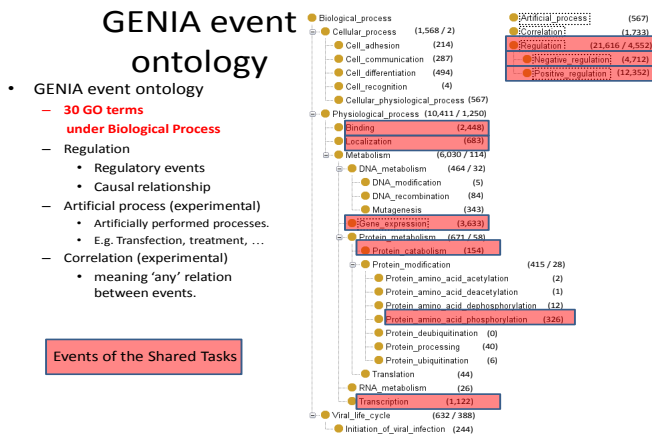 GENIA event
ontology
• GENIA event ontology
– 30 GO terms
under Biological Process
– Regulation
• Regulatory events
• Causal relationship
– Artificial process (experimental)
• Artificially performed processes.
• E.g. Transfection, treatment, …
– Correlation (experimental)
• meaning ‘any’ relation
between events.
Events of the Shared Tasks
Biological_process
Cellular_process (1,568 / 2)
Cell_adhesion (214)
Cell_communication (287)
Cell_differentiation (494)
Cell_recognition (4)
Cellular_physiological_process (567)
Physiological_process (10,411 / 1,250)
Binding (2,448)
Localization (683)
Metabolism (6,030 / 114)
DNA_metabolism (464 / 32)
DNA_modification (5)
DNA_recombination (84)
Mutagenesis (343)
Gene_expression (3,633)
Protein_metabolism (671 / 58)
Protein_catabolism (154)
Protein_modification (415 / 28)
Protein_amino_acid_acetylation (2)
Protein_amino_acid_deacetylation (1)
Protein_amino_acid_dephosphorylation (12)
Protein_amino_acid_phosphorylation (326)
Protein_deubiquitination (0)
Protein_processing (40)
Protein_ubiquitination (6)
Translation (44)
RNA_metabolism (26)
Transcription (1,122)
Viral_life_cycle (632 / 388)
Initiation_of_viral_infection (244)
Artificial_process (567)
Correlation (1,733)
Regulation (21,616 / 4,552)
Negative_regulation (4,712)
Positive_regulation (12,352)